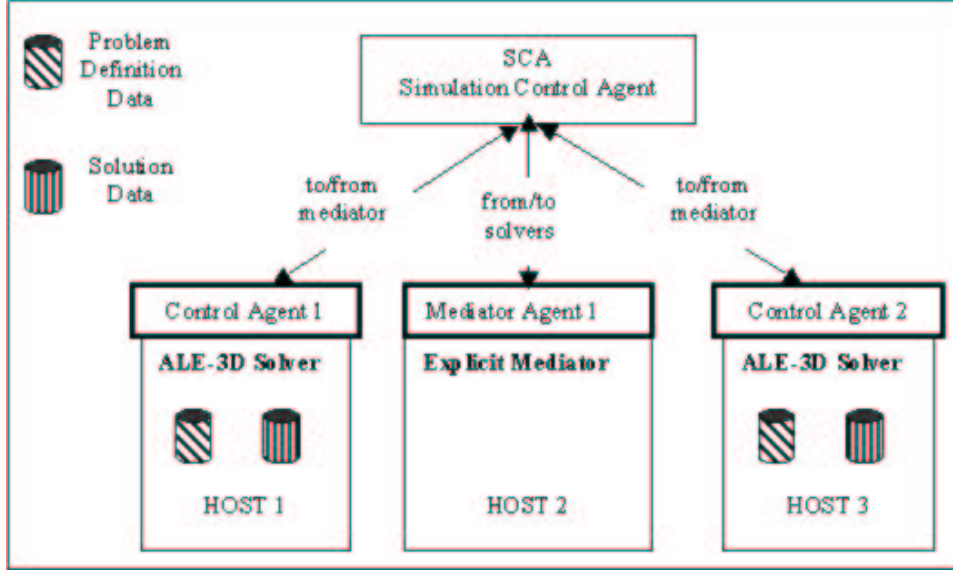 Problem
Definition
Data
Solution
Data
SCA
Simulation Control Agent
to/from
mediator
from/to
solvers
to/from
mediator
Control Agent 1
ALE-3D Solver
HOST 1
Mediator Agent 1
Explicit Mediator
HOST 2
Control Agent 2
ALE-3D Solver
HOST 3